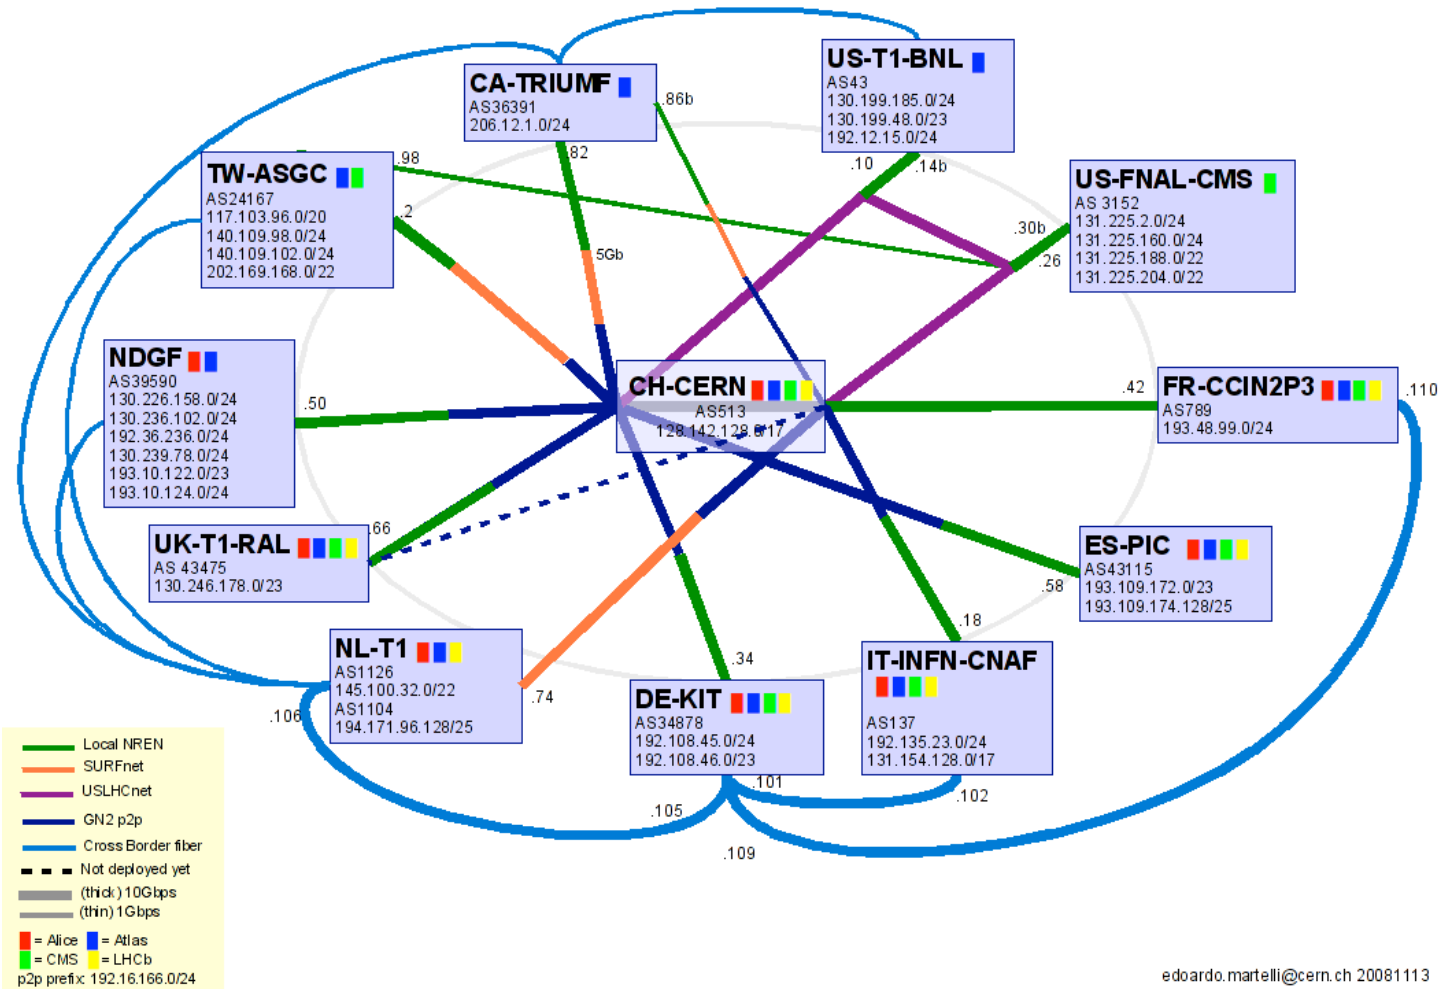 US-T1-BNL
AS43
130.199.185.0/24
130.199.48.0/23
192.12.15.0/24
CA-TRIUMF
AS36391
206.12.1.0/24
.86b
.82
.10
.14b
TW-ASGC
AS24167
117.103.96.0/20
140.109.98.0/24
140.109.102.0/24
202.169.168.0/22
.98
.2
5Gb
US-FNAL-CMS
AS 3152
131.225.2.0/24
131.225.160.0/24
131.225.188.0/22
131.225.204.0/22
.30b
.26
NDGF
AS39590
130.226.158.0/24
130.236.102.0/24
192.36.236.0/24
130.239.78.0/24
193.10.122.0/23
193.10.124.0/24
.50
CH-CERN
AS513
128.142.128.0/17
.42
FR-CCIN2P3
AS789
193.48.99.0/24
.110
UK-T1-RAL
AS 43475
130.246.178.0/23
.66
ES-PIC
AS43115
193.109.172.0/23
193.109.174.128/25
.58
NL-T1
AS1126
145.100.32.0/22
AS1104
194.171.96.128/25
.74
.106
.34
DE-KIT
AS34878
192.108.45.0/24
192.108.46.0/23
.18
IT-INFN-CNAF
AS137
192.135.23.0/24
131.154.128.0/17
.101
.102
.105
.109
Local NREN
SURFnet
USLHCnet
GN2 p2p
Cross Border fiber
Not deployed yet
(thick) 10Gbps
(thin) 1Gbps
= Alice = Atlas
= CMS = LHCb
p2p prefix: 192.16.166.0/24
edoardo.martelli@cern.ch 20081113